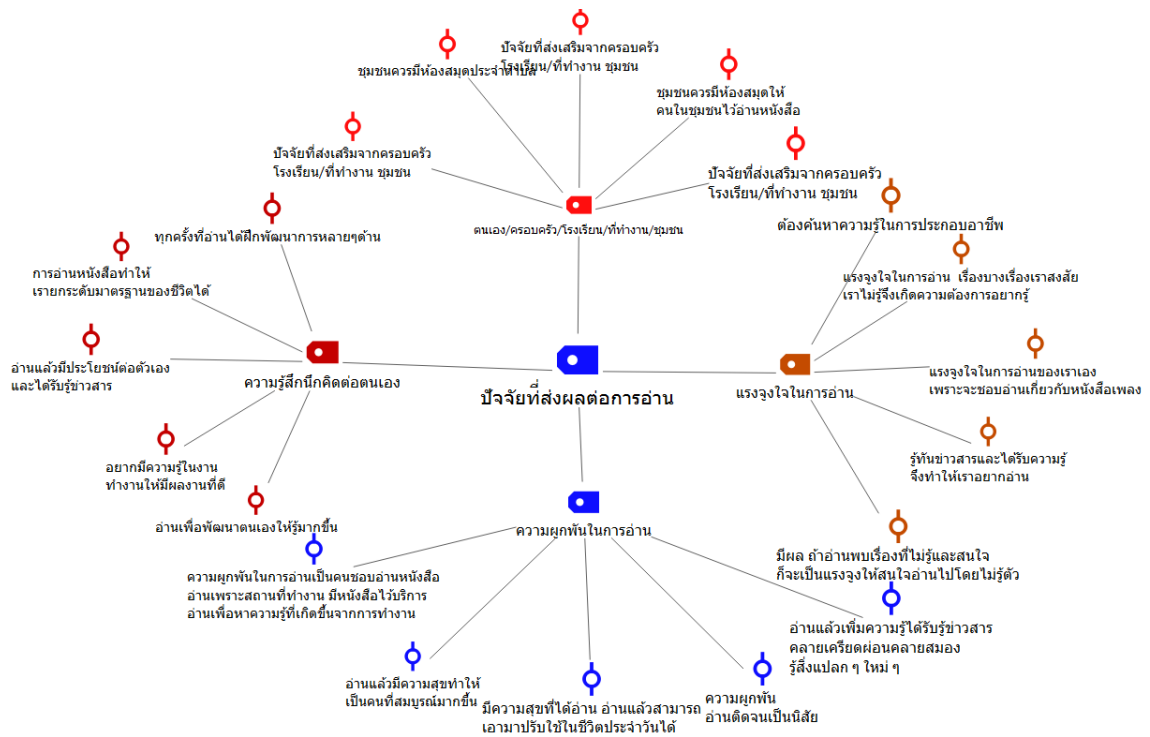 ปัจจัยที่ส่งเสริมจากครอบครัว
โรงเรียน/ที่ทำงาน ชุมชน
ชุมชนควรมีห้องสมุดประจำตำบล
ชุมชนควรมีห้องสมุดให้
คนในชุมชนไว้อ่านหนังสือ
ปัจจัยที่ส่งเสริมจากครอบครัว
โรงเรียน/ที่ทำงาน ชุมชน
ปัจจัยที่ส่งเสริมจากครอบครัว
โรงเรียน/ที่ทำงาน ชุมชน
ตนเอง/ครอบครัว/โรงเรียน/ที่ทำงาน/ชุมชน
ต้องค้นหาความรู้ในการประกอบอาชีพ
ทุกครั้งที่อ่านได้ฝึกพัฒนาการหลายๆด้าน
การอ่านหนังสือทำให้
เรายกระดับมาตรฐานของชีวิตได้
แรงจูงใจในการอ่าน เรื่องบางเรื่องเราสงสัย
เราไม่รู้จึงเกิดความต้องการอยากรู้
อ่านแล้วมีประโยชน์ต่อตัวเอง
และได้รับรู้ข่าวสาร
ความรู้สึกนึกคิดต่อตนเอง
ปัจจัยที่ส่งผลต่อการอ่าน
แรงจูงใจในการอ่าน
แรงจูงใจในการอ่านของเราเอง
เพราะจะชอบอ่านเกี่ยวกับหนังสือเพลง
รู้ทันข่าวสารและได้รับความรู้
จึงทำให้เราอยากอ่าน
อยากมีความรู้ในงาน
ทำงานให้มีผลงานที่ดี
อ่านเพื่อพัฒนาตนเองให้รู้มากขึ้น
ความผูกพันในการอ่าน
มีผล ถ้าอ่านพบเรื่องที่ไม่รู้และสนใจ
ก็จะเป็นแรงจูงให้สนใจอ่านไปโดยไม่รู้ตัว
ความผูกพันในการอ่านเป็นคนชอบอ่านหนังสือ
อ่านเพราะสถานที่ทำงาน มีหนังสือไว้บริการ
อ่านเพื่อหาความรู้ที่เกิดขึ้นจากการทำงาน
อ่านแล้วเพิ่มความรู้ได้รับรู้ข่าวสาร
คลายเครียดผ่อนคลายสมอง
รู้สิ่งแปลก ๆ ใหม่ ๆ
อ่านแล้วมีความสุขทำให้
เป็นคนที่สมบูรณ์มากขึ้น
มีความสุขที่ได้อ่าน อ่านแล้วสามารถ
เอามาปรับใช้ในชีวิตประจำวันได้
ความผูกพัน
อ่านติดจนเป็นนิสัย